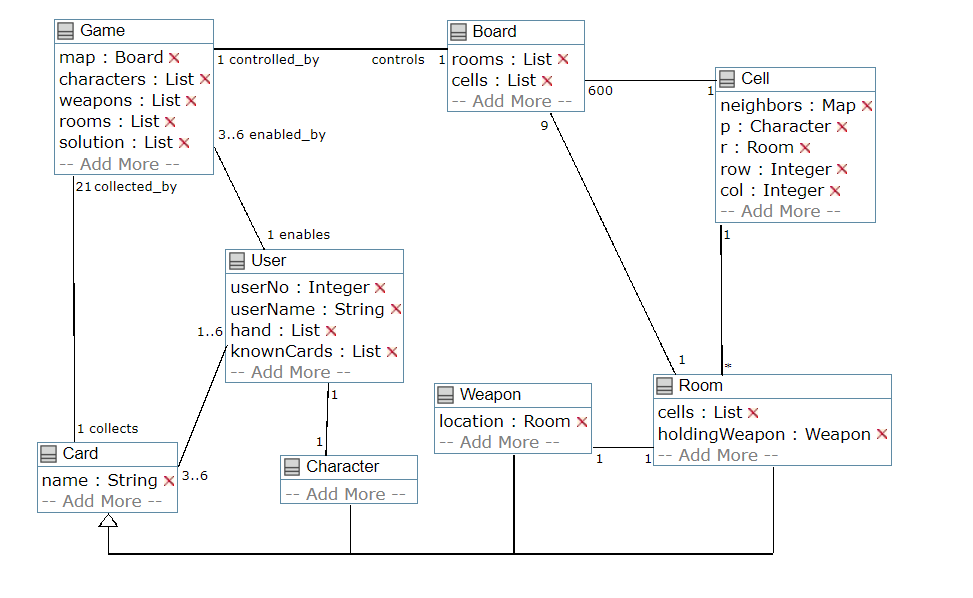 Game
map : Board
characters : List
weapons : List
rooms : List
solution : List
-- Add More --
1 controlled_by
controls 1
Board
rooms : List
cells : List
-- Add More --
600
1
Cell
neighbors : Map
p : Character
r : Room
row : Integer
col : Integer
-- Add More --
3..6 enabled_by
9
21 collected_by
1 enables
1
User
userNo : Integer
userName : String
hand : List
knownCards : List
-- Add More --
1..6
1
1
*
Room
cells : List
holdingWeapon : Weapon
-- Add More --
Weapon
location : Room
-- Add More --
1
1
1 collects
1
Card
name : String
-- Add More --
3..6
Character
-- Add More --